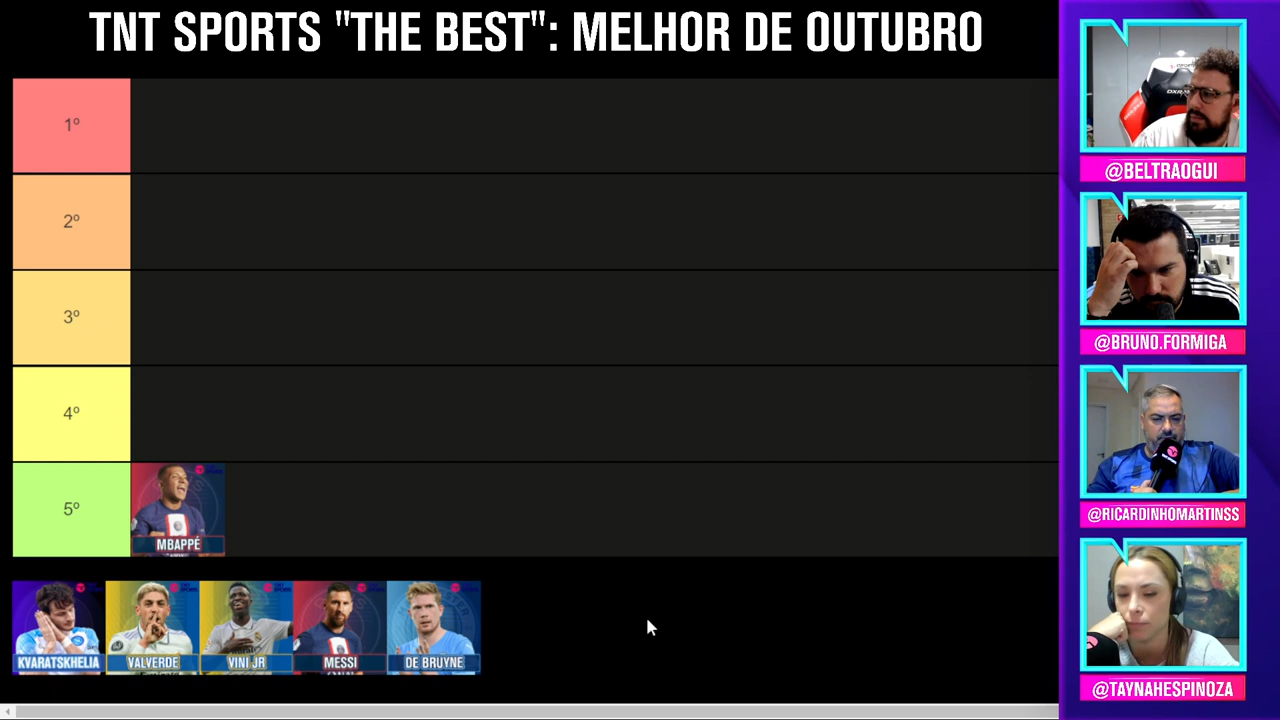 TNT SPORTS "THE BEST": MELHOR DE OUTUBRO
1º
2º
3º
4º
5º
MBAPPÉ
KVARATSKHELIA
VALVERDE
VINI JR
MESSI
DE BRUYNE
@BELTRAOGUI
@BRUNO.FORMIGA
@RICARDINHOMARTINSS
@TAYNAHESPINOZA